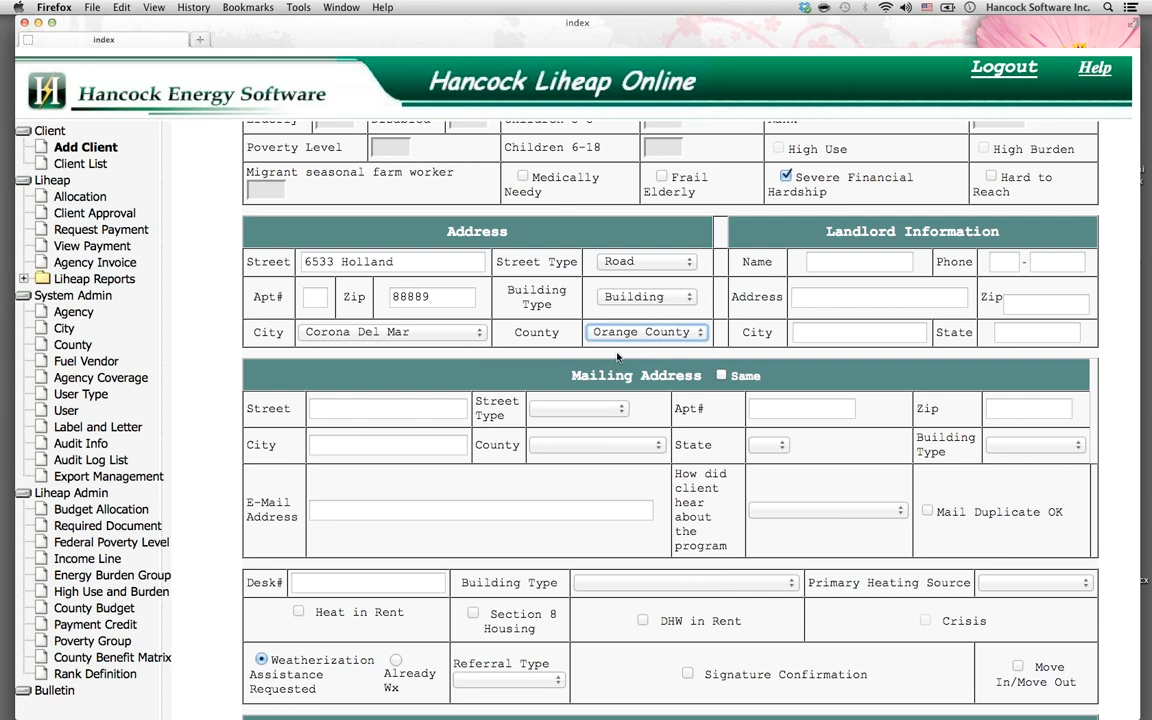 Firefox File Edit View History Bookmarks Tools Window Help Hancock Software Inc.
index
index
Hancock Energy Software
Hancock Liheap Online
Logout Help
Client
Add Client
Client List
Liheap
Allocation
Client Approval
Request Payment
View Payment
Agency Invoice
Liheap Reports
System Admin
Agency
City
County
Fuel Vendor
Agency Coverage
User Type
User
Label and Letter
Audit Info
Audit Log List
Export Management
Liheap Admin
Budget Allocation
Required Document
Federal Poverty Level
Income Line
Energy Burden Group
High Use and Burden
County Budget
Payment Credit
Poverty Group
County Benefit Matrix
Rank Definition
Bulletin
Poverty Level Children 6-18 High Use High Burden
Migrant seasonal farm worker
Medically Needy
Frail Elderly
Severe Financial Hardship
Hard to Reach
Address
Street 6533 Holland Street Type Road
Apt# Zip 88889 Building Type Building
City Corona Del Mar County Orange County
Landlord Information
Name Phone -
Address Zip
City State
Mailing Address Same
Street Street Type Apt# Zip
City County State Building Type
E-Mail Address
How did client hear about the program
Mail Duplicate OK
Desk# Building Type Primary Heating Source
Heat in Rent Section 8 Housing DHW in Rent Crisis
Weatherization Assistance Requested
Already Wx
Referral Type
Signature Confirmation
Move In/Move Out